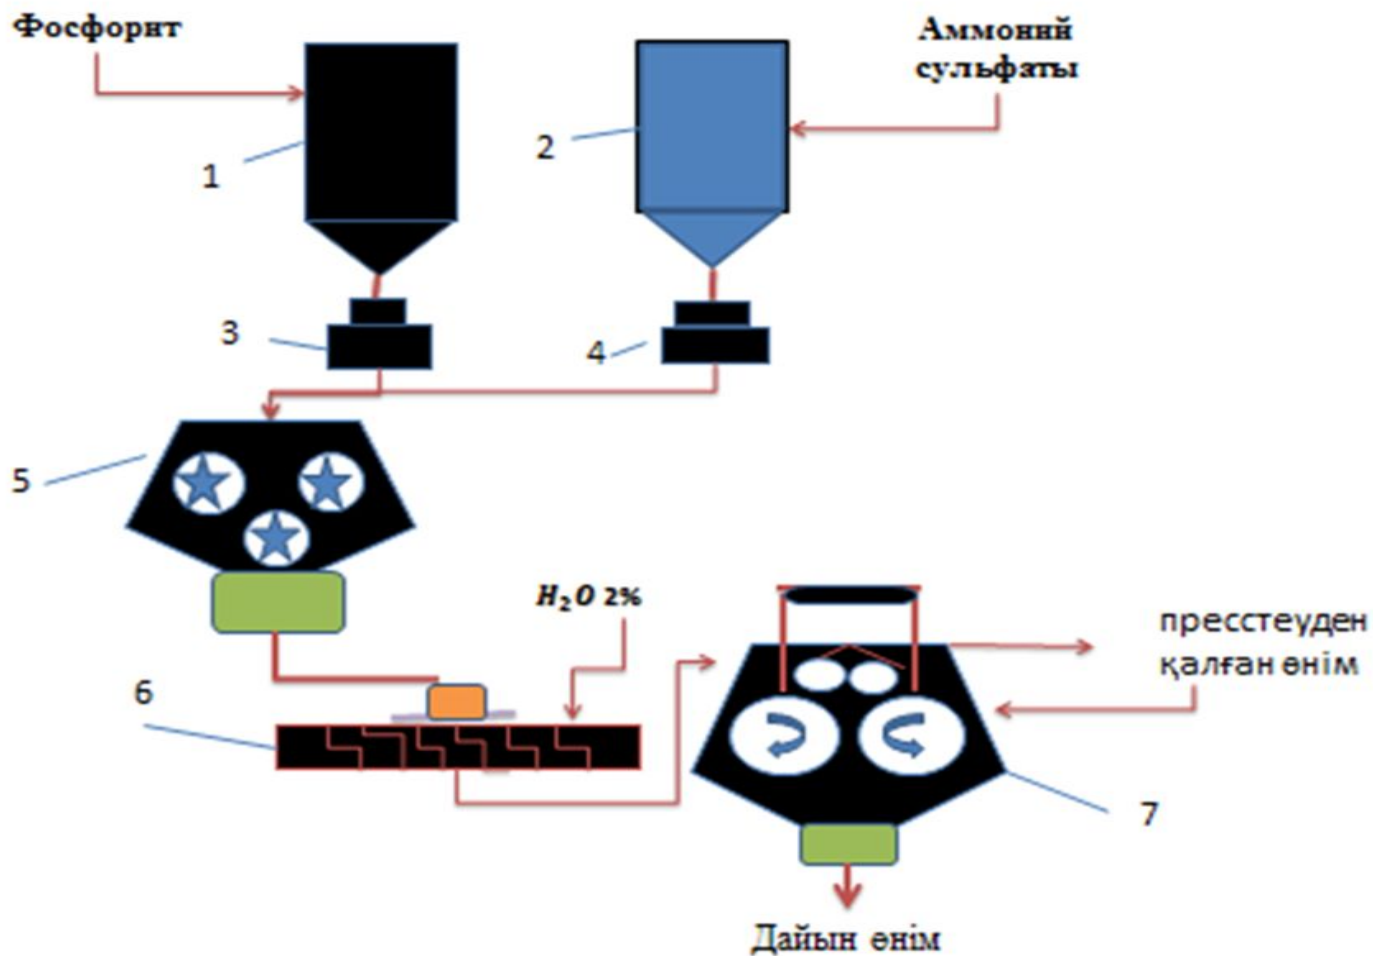 Фосфорит
Аммоний
сульфаты
1
2
3
4
5
H₂O 2%
6
пресстеуден
қалған өнім
7
Дайын өнім